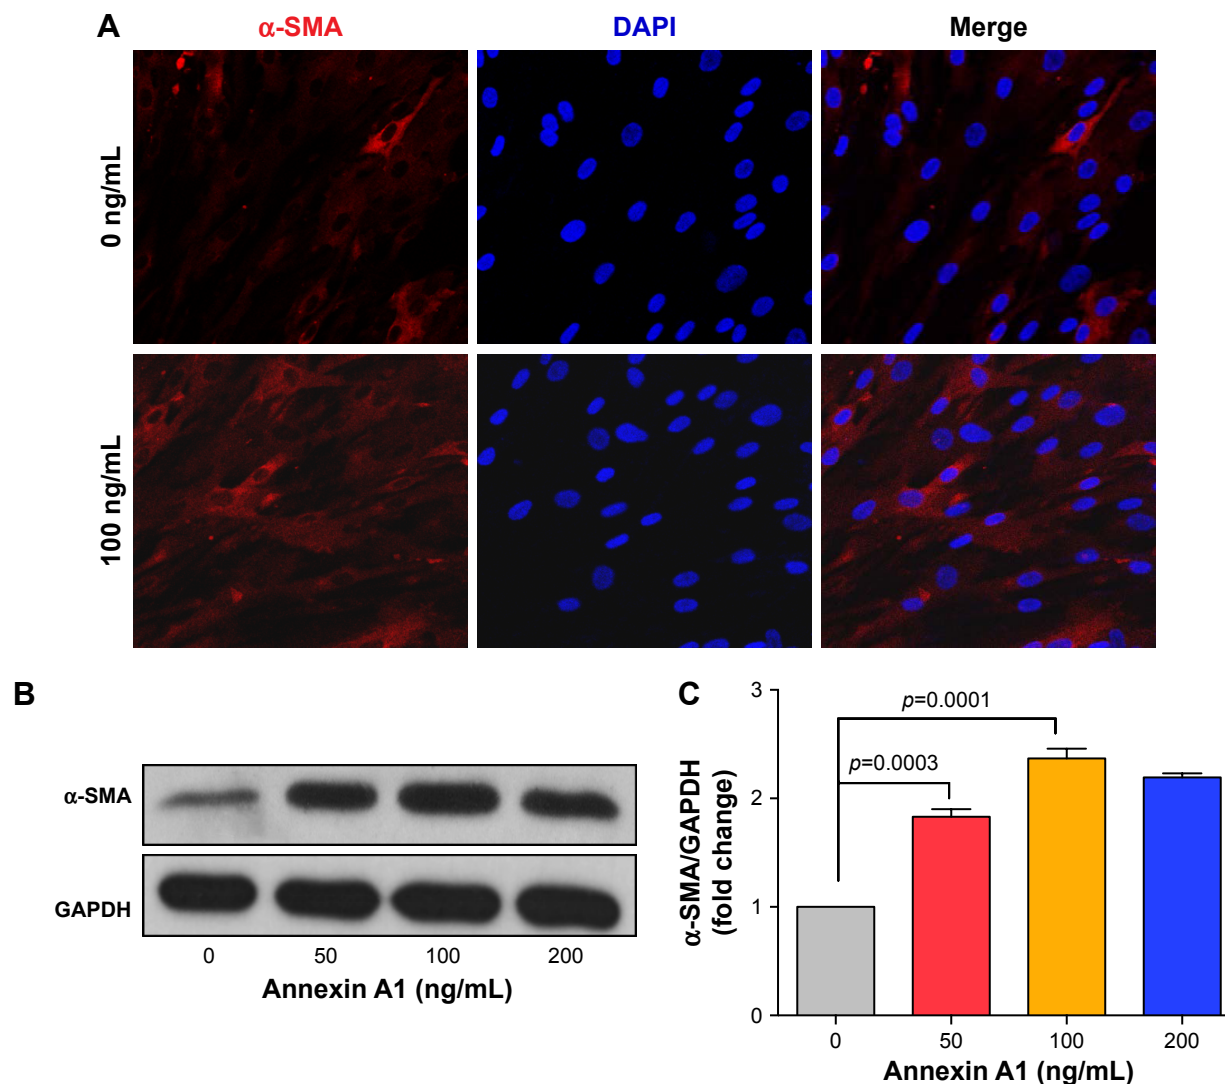 A
α-SMA
DAPI
Merge
0 ng/mL
100 ng/mL
B
α-SMA
GAPDH
0 50 100 200
Annexin A1 (ng/mL)
C
α-SMA/GAPDH
(fold change)
3
2
1
0
p=0.0001
p=0.0003
0 50 100 200
Annexin A1 (ng/mL)